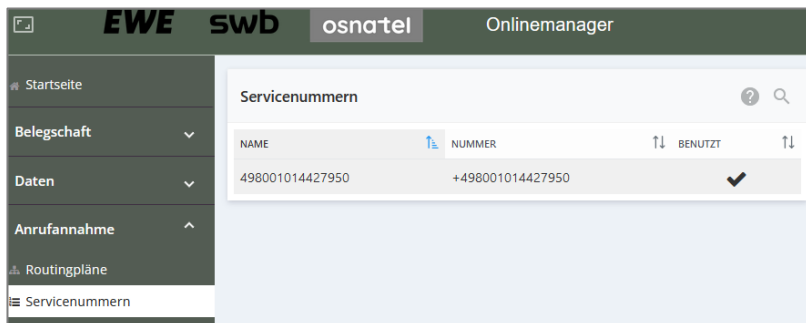 EWE swb osnatel Onlinemanager
Startseite
Belegschaft
Daten
Anrufannahme
Routingpläne
Servicenummern
Servicenummern
NAME NUMMER BENUTZT
498001014427950 +498001014427950